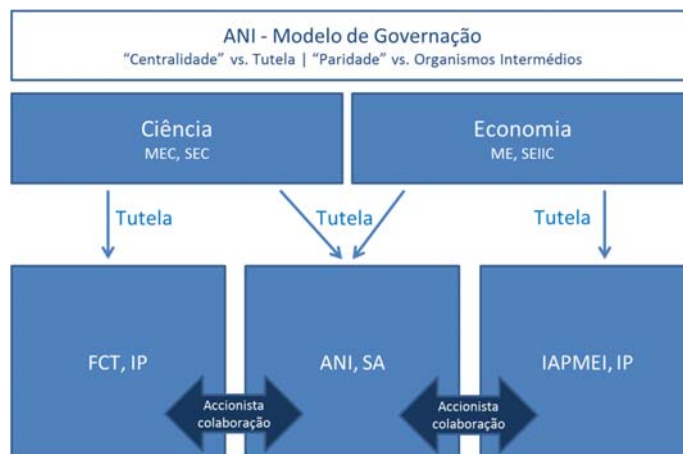 ANI - Modelo de Governação
“Centralidade” vs. Tutela | “Paridade” vs. Organismos Intermédios
Ciência
MEC, SEC
Economia
ME, SEIIC
Tutela
Tutela
Tutela
FCT, IP
ANI, SA
IAPMEI, IP
Accionista
colaboração
Accionista
colaboração